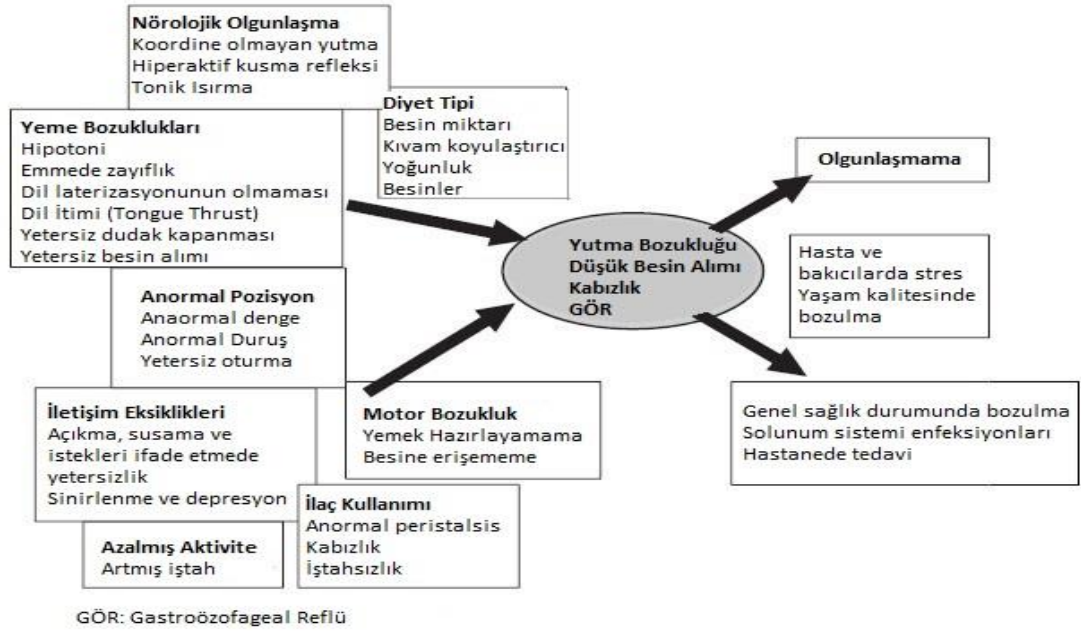 Nörolojik Olgunlaşma
Koordine olmayan yutma
Hiperaktif kusma refleksi
Tonik Isırma
Diyet Tipi
Besin miktarı
Kıvam koyulaştırıcı
Yoğunluk
Besinler
Yeme Bozuklukları
Hipotoni
Emmede zayıflık
Dil laterizasyonunun olmaması
Dil İtimi (Tongue Thrust)
Yetersiz dudak kapanması
Yetersiz besin alımı
Anormal Pozisyon
Anaormal denge
Anormal Duruş
Yetersiz oturma
İletişim Eksiklikleri
Açıkma, susama ve
istekleri ifade etmede
yetersizlik
Sinirlenme ve depresyon
Motor Bozukluk
Yemek Hazırlayamama
Besine erişememe
İlaç Kullanımı
Anormal peristalsis
Kabızlık
İştahsızlık
Azalmış Aktivite
Artmış iştah
Yutma Bozukluğu
Düşük Besin Alımı
Kabızlık
GÖR
Olgunlaşmama
Hasta ve
bakıcılarda stres
Yaşam kalitesinde
bozulma
Genel sağlık durumunda bozulma
Solunum sistemi enfeksiyonları
Hastanede tedavi
GÖR: Gastroözofageal Reflü